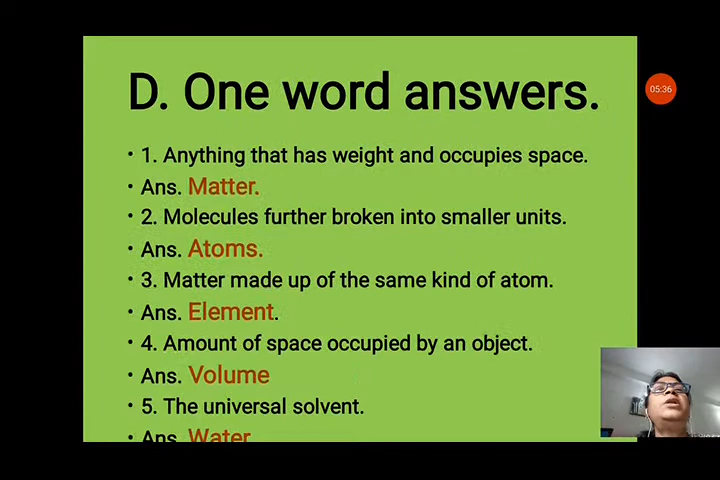 D. One word answers.
05:36
• 1. Anything that has weight and occupies space.
• Ans. Matter.
• 2. Molecules further broken into smaller units.
• Ans. Atoms.
• 3. Matter made up of the same kind of atom.
• Ans. Element.
• 4. Amount of space occupied by an object.
• Ans. Volume
• 5. The universal solvent.
• Ans. Water